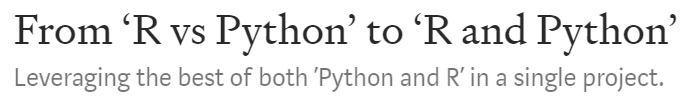 From ‘R vs Python’ to ‘R and Python’
Leveraging the best of both ‘Python and R’ in a single project.